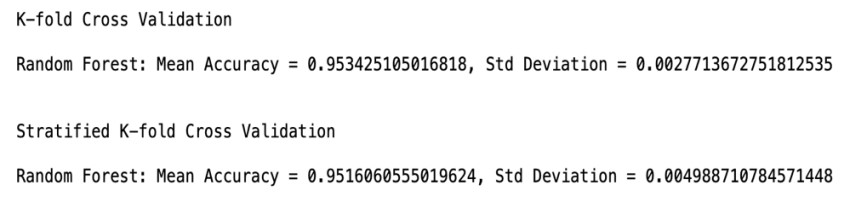 K-fold Cross Validation
Random Forest: Mean Accuracy = 0.953425105016818, Std Deviation = 0.0027713672751812535
Stratified K-fold Cross Validation
Random Forest: Mean Accuracy = 0.9516060555019624, Std Deviation = 0.004988710784571448